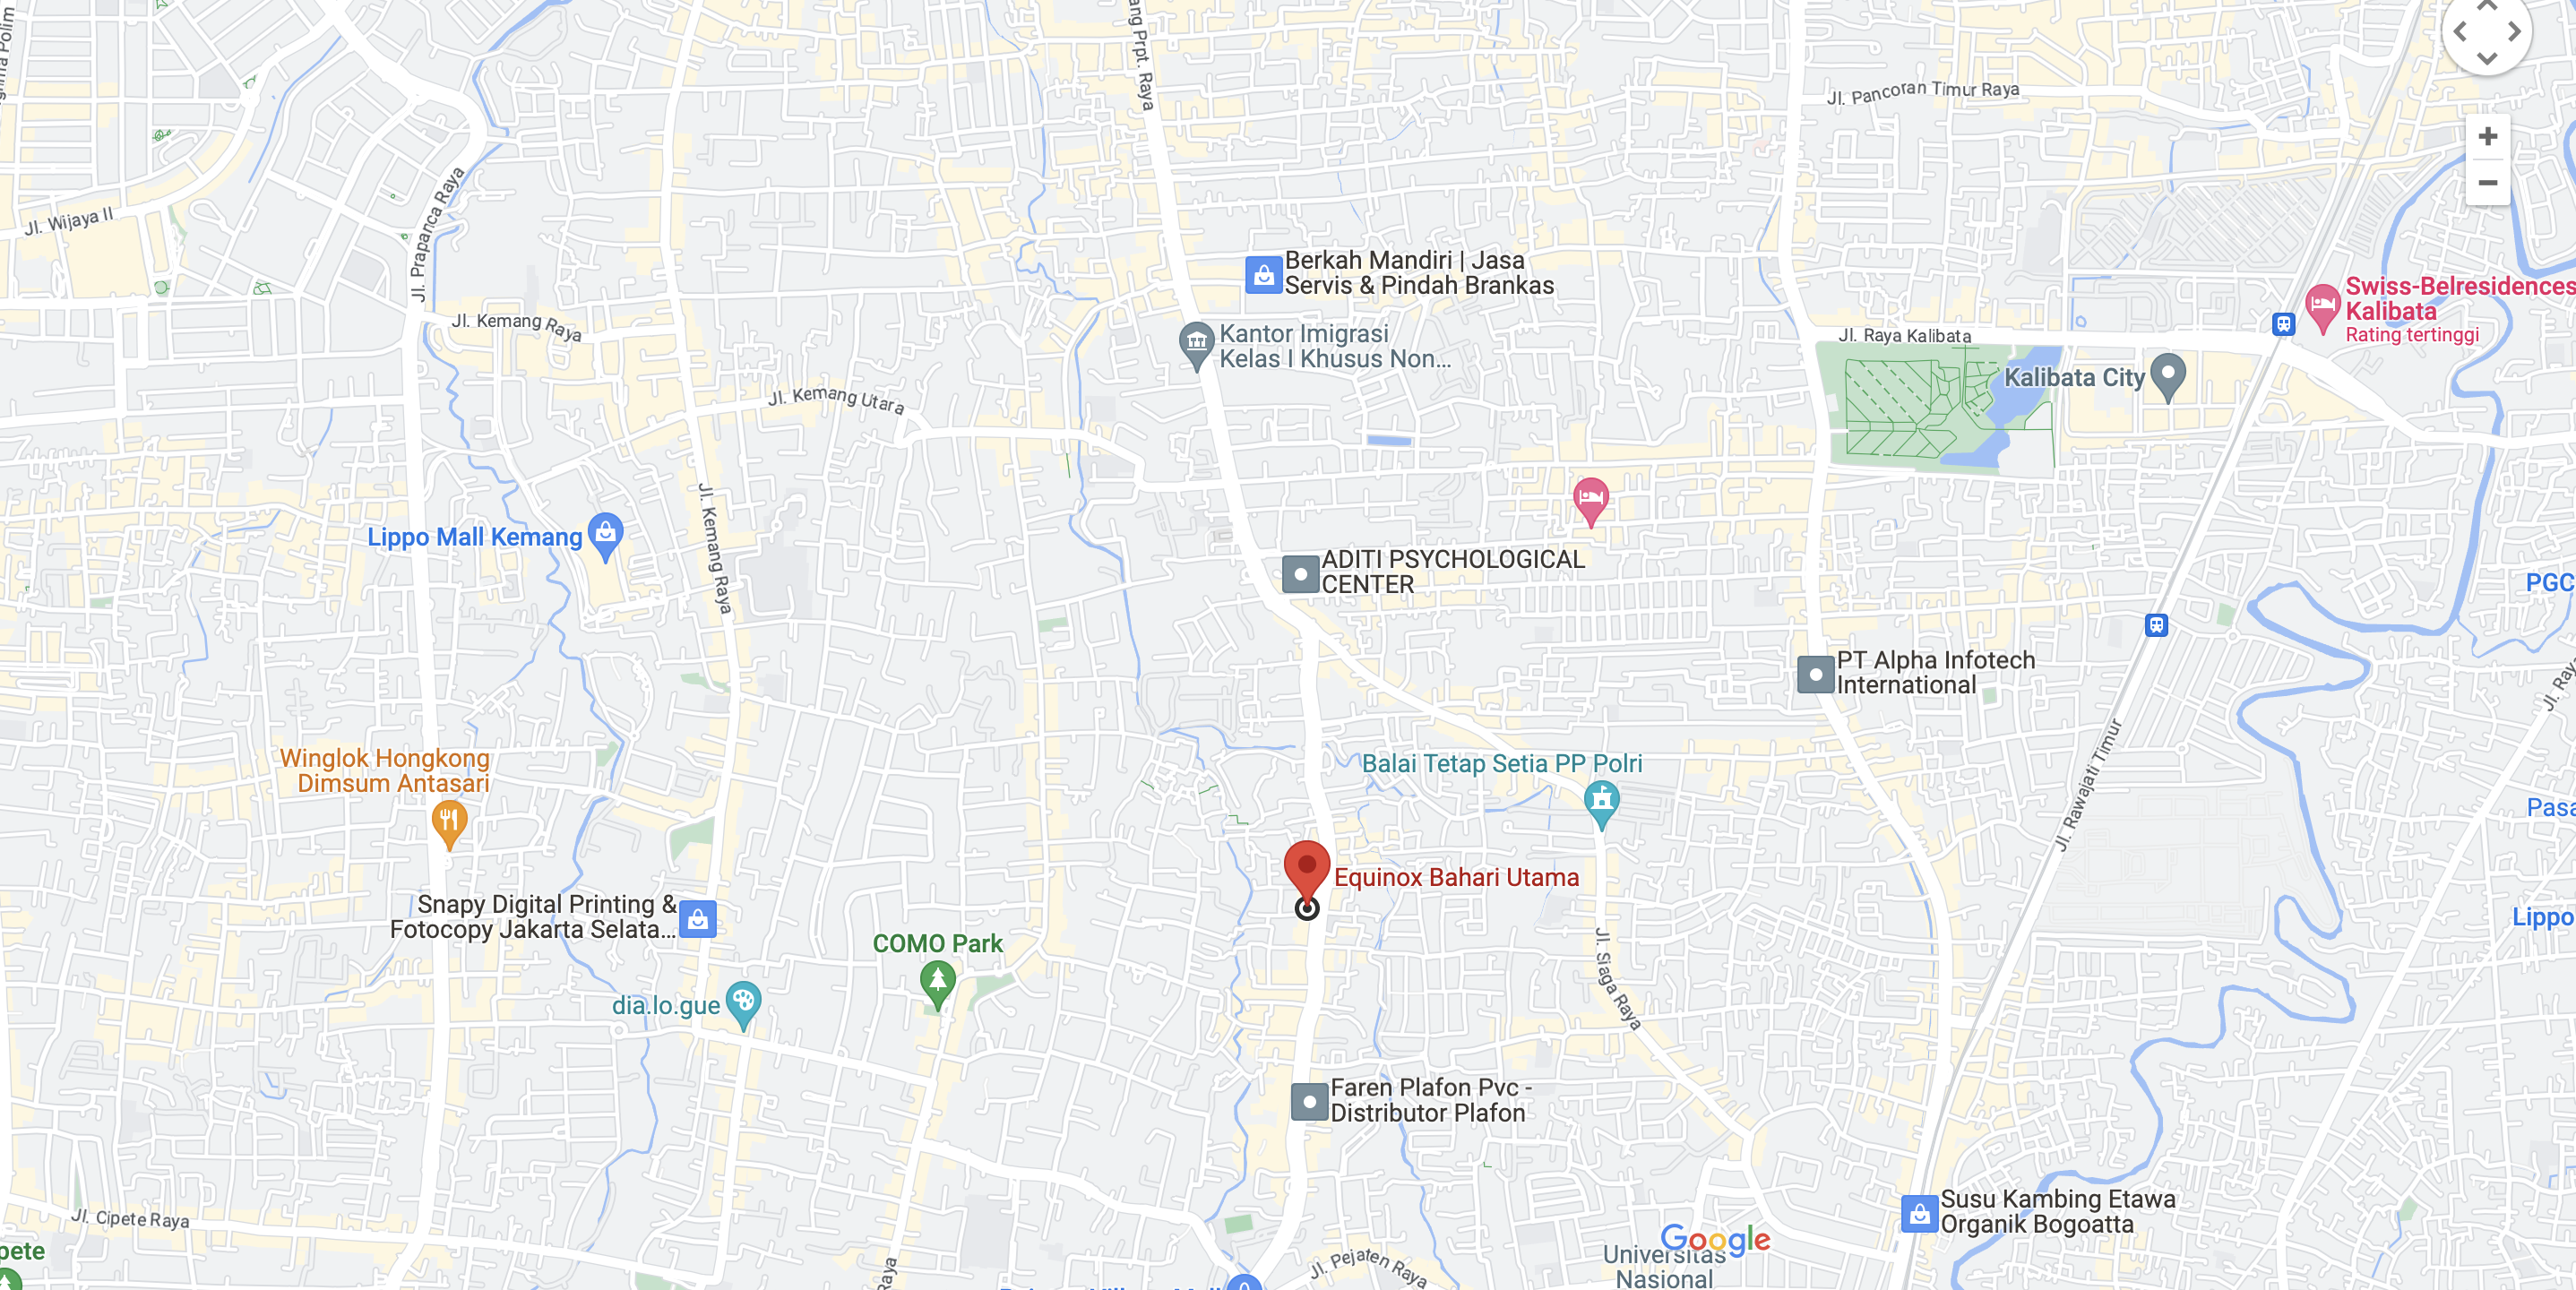 ang Prpt. Raya
Jl. Pancoran Timur Raya
Jl. Wijaya II
Jl. Prapanca Raya
Berkah Mandiri | Jasa
Servis & Pindah Brankas
Swiss-Belresidences
Kalibata
Rating tertinggi
Jl. Kemang Raya
Kantor Imigrasi
Kelas I Khusus Non...
Jl. Raya Kalibata
Kalibata City
Jl. Kemang Utara
Lippo Mall Kemang
Jl. Kemang Raya
ADITI PSYCHOLOGICAL
CENTER
PGC
PT Alpha Infotech
International
Jl. Raya
Winglok Hongkong
Dimsum Antasari
Balai Tetap Setia PP Polri
Jl. Rawajati Timur
Pasa
Equinox Bahari Utama
Snapy Digital Printing &
Fotocopy Jakarta Selata...
Lippo
COMO Park
Jl. Siaga Raya
dia.lo.gue
Faren Plafon Pvc -
Distributor Plafon
Jl. Cipete Raya
Susu Kambing Etawa
Organik Bogoatta
pete
Google
Universitas
Nasional
Jl. Pejaten Raya
Raya